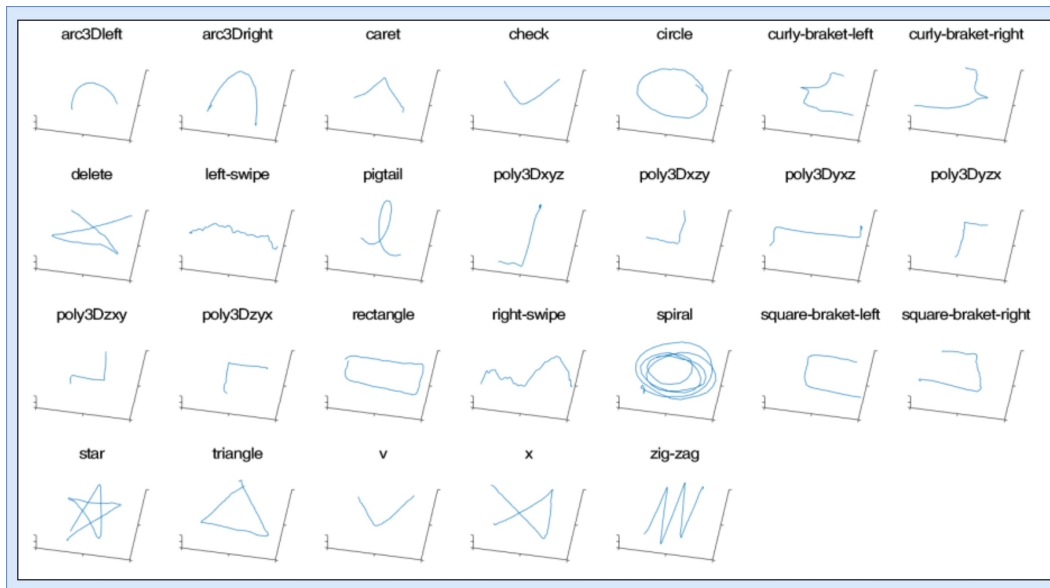 arc3Dleft arc3Dright caret check circle curly-braket-left curly-braket-right
delete left-swipe pigtail poly3Dxyz poly3Dxzy poly3Dyxz poly3Dyzx
poly3Dzxy poly3Dzyx rectangle right-swipe spiral square-braket-left square-braket-right
star triangle v x zig-zag